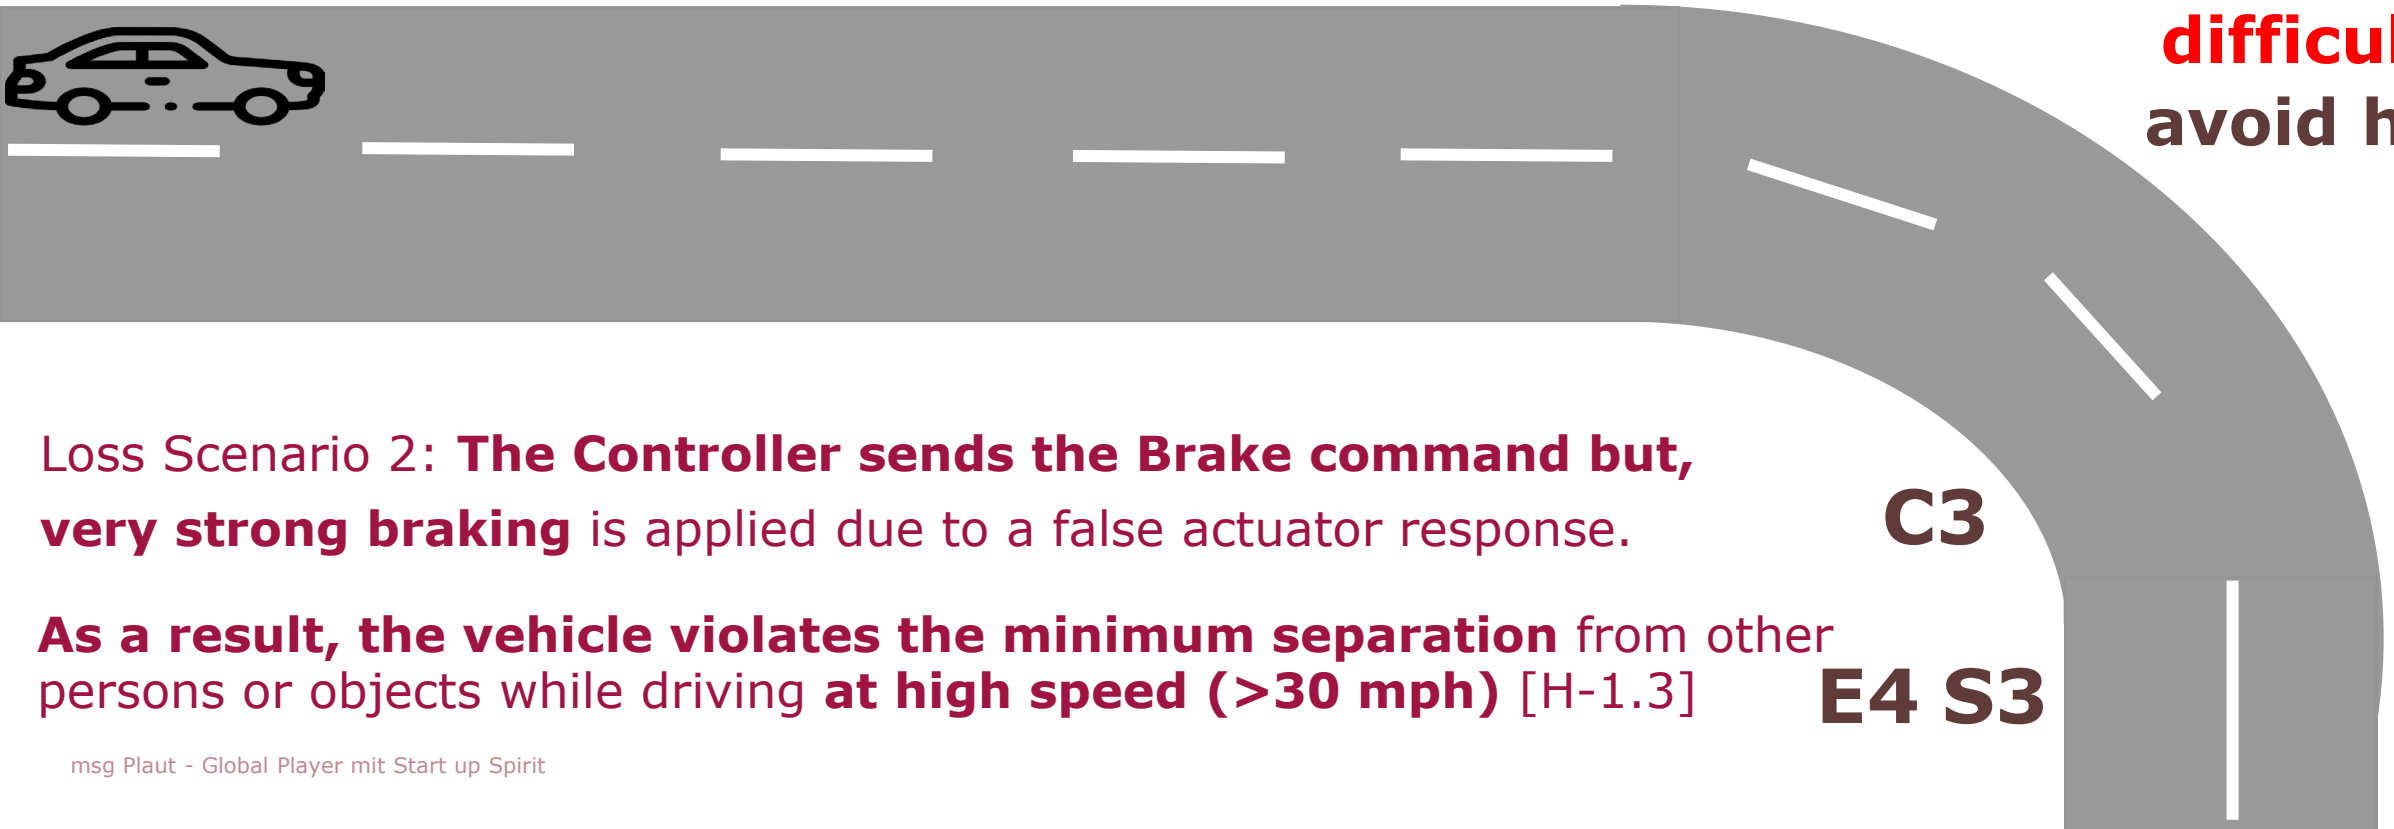 avoid
Loss Scenario 2: The Controller sends the Brake command but,
very strong braking is applied due to a false actuator response.
C3
As a result, the vehicle violates the minimum separation from other
persons or objects while driving at high speed (>30 mph) [H-1.3]
E4 S3
msg Plaut - Global Player mit Start up Spirit